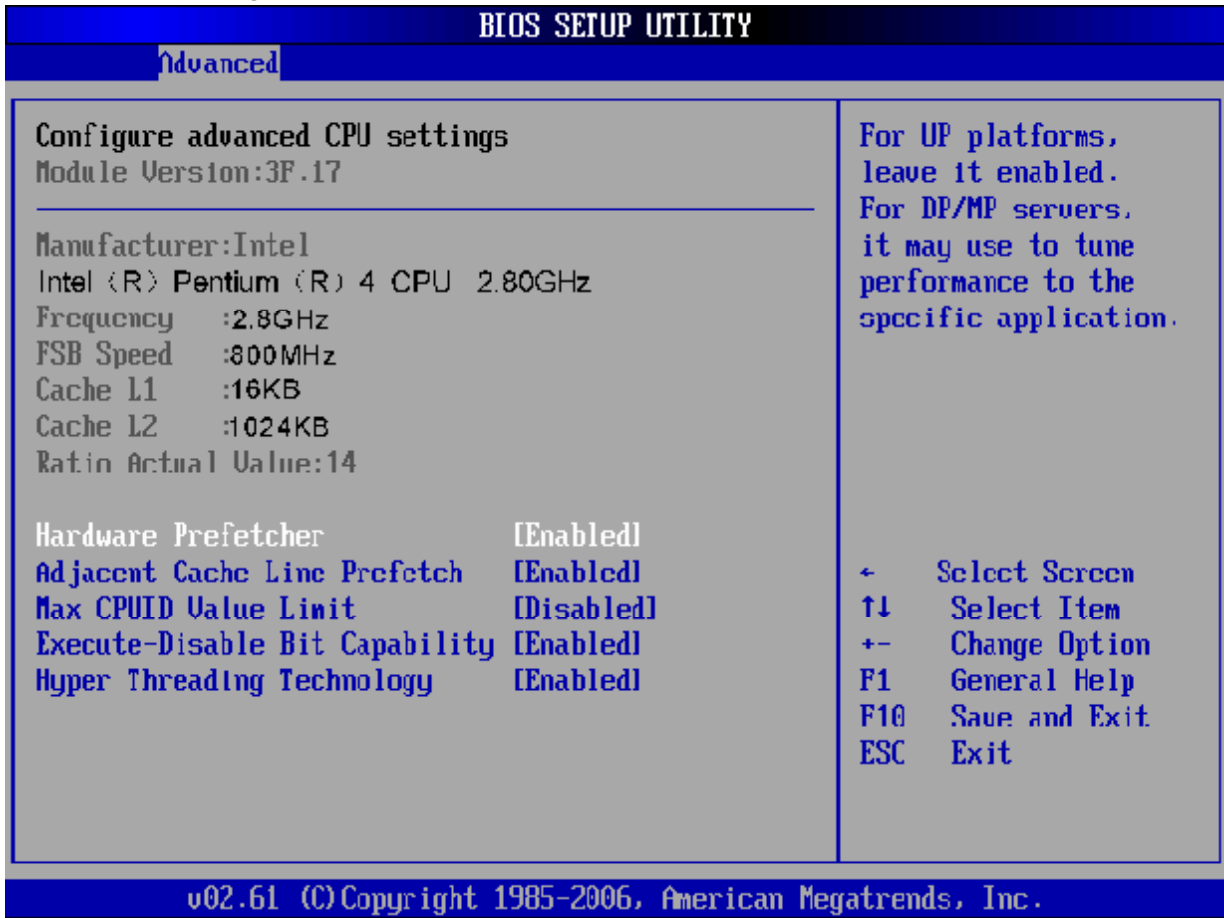 BIOS SETUP UTILITY
Advanced
Configure advanced CPU settings
Module Version:3F.17
Manufacturer:Intel
Intel (R) Pentium (R) 4 CPU 2.80GHz
Frequency :2.8GHz
FSB Speed :800MHz
Cache L1 :16KB
Cache L2 :1024KB
Ratio Actual Value:14
Hardware Prefetcher [Enabled]
Adjacent Cache Line Prefetch [Enabled]
Max CPUID Value Limit [Disabled]
Execute-Disable Bit Capability [Enabled]
Hyper Threading Technology [Enabled]
For UP platforms,
leave it enabled.
For DP/MP servers,
it may use to tune
performance to the
specific application.
← Select Screen
↑↓ Select Item
+- Change Option
F1 General Help
F10 Save and Exit
ESC Exit
v02.61 (C)Copyright 1985-2006, American Megatrends, Inc.